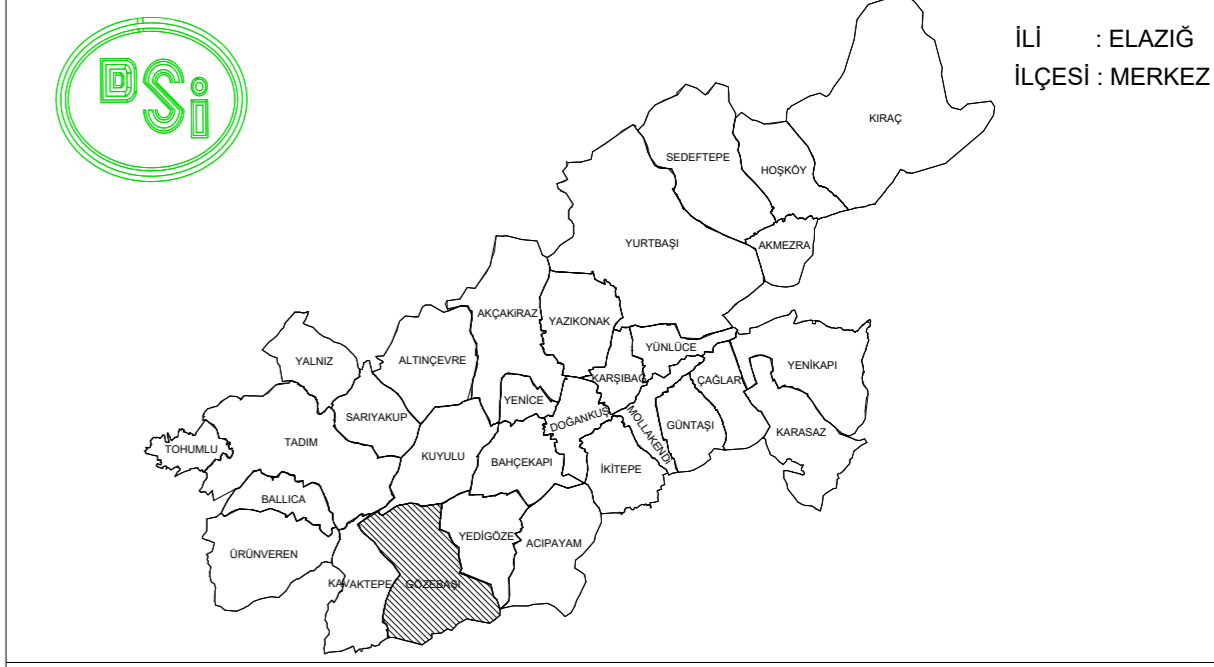 DSi
İLİ : ELAZIĞ
İLÇESİ : MERKEZ
KIRAÇ
SEDEFTEPE
HOŞKÖY
YURTBAŞI
AKMEZRA
AKÇAKiRAZ
YAZIKONAK
YÜNLÜCE
YALNIZ
ALTINÇEVRE
YENİKAPI
KARŞIBAĞ
ÇAĞLAR
YENİCE
SARIYAKUP
DOĞANKUŞ
MOLLAKENDİ
GÜNTAŞI
KARASAZ
TOHUMLU
TADIM
KUYULU
BAHÇEKAPI
İKİTEPE
BALLICA
YEDİGÖZE
ACIPAYAM
ÜRÜNVEREN
KAVAKTEPE
GÖZEBAŞI